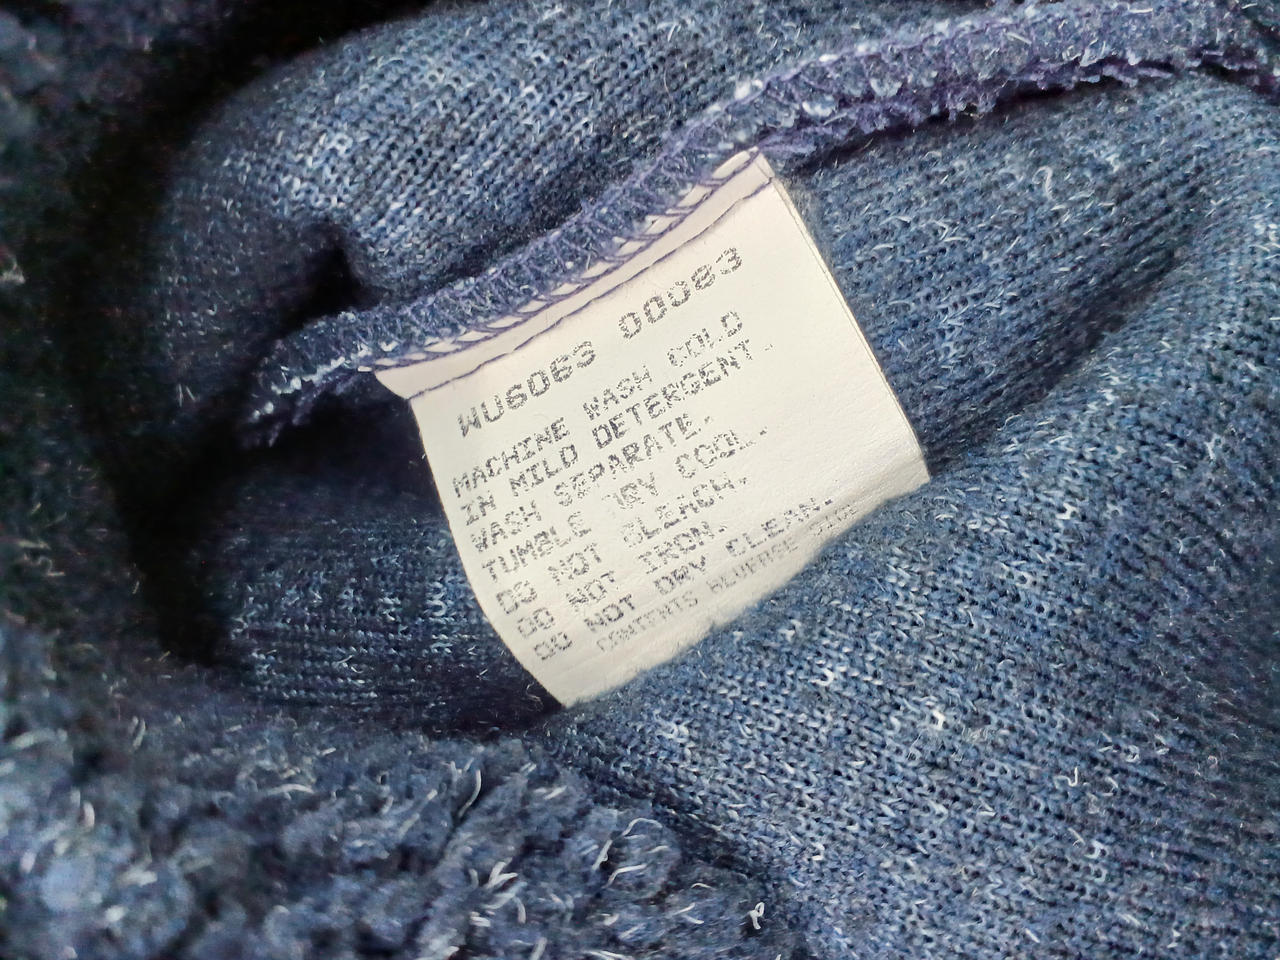 WU6063 00083
MACHINE WASH COLD
IN MILD DETERGENT.
WASH SEPARATE.
TUMBLE DRY COOL.
DO NOT BLEACH.
DO NOT IRON.
DO NOT DRY CLEAN.
CONTENTS REVERSE SIDE